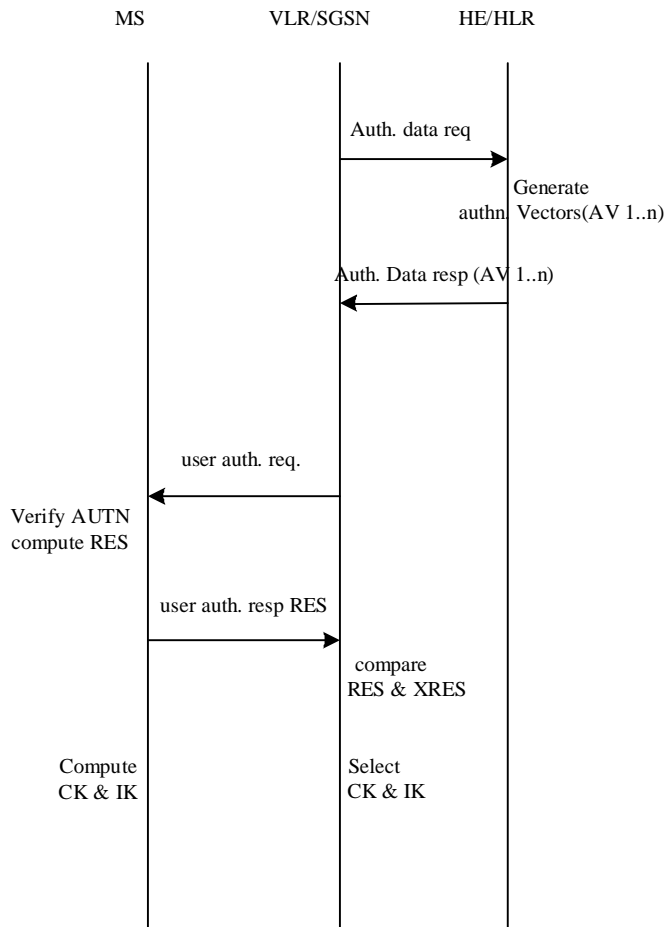 MS
VLR/SGSN
HE/HLR
Auth. data req
Generate
authn. Vectors(AV 1..n)
Auth. Data resp (AV 1..n)
user auth. req.
Verify AUTN
compute RES
user auth. resp RES
compare
RES & XRES
Compute
CK & IK
Select
CK & IK